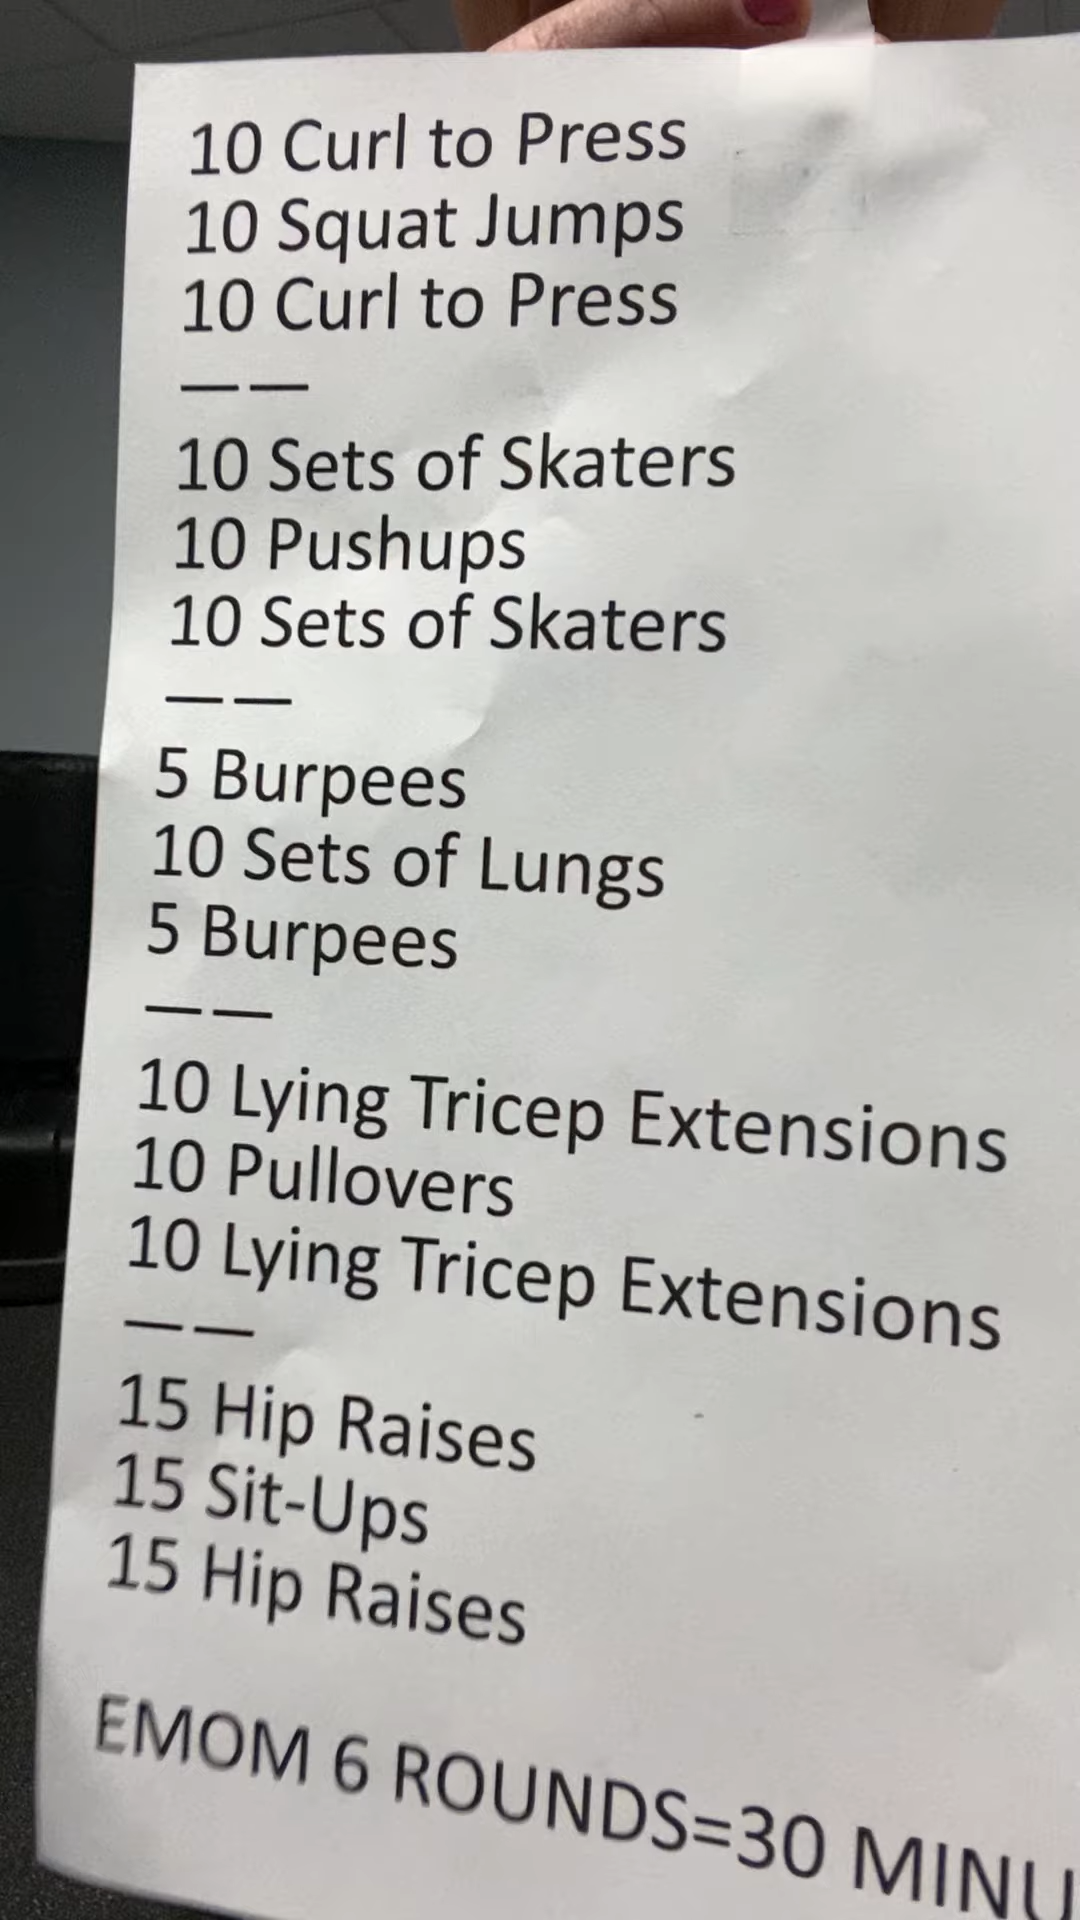 10 Curl to Press
10 Squat Jumps
10 Curl to Press
— —
10 Sets of Skaters
10 Pushups
10 Sets of Skaters
— —
5 Burpees
10 Sets of Lungs
5 Burpees
— —
10 Lying Tricep Extensions
10 Pullovers
10 Lying Tricep Extensions
— —
15 Hip Raises
15 Sit-Ups
15 Hip Raises
EMOM 6 ROUNDS=30 MINU